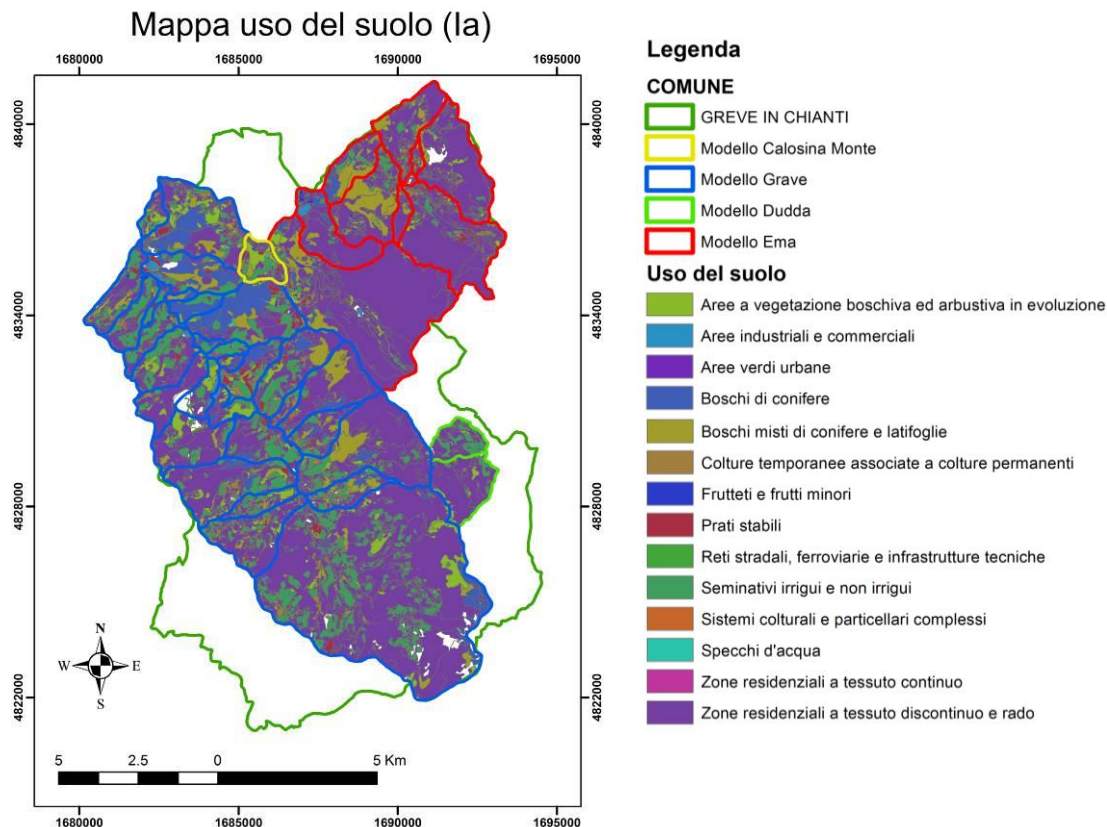 Mappa uso del suolo (Ia)
1680000 1685000 1690000 1695000
4840000 4840000
4834000 4834000
4828000 4828000
4822000 4822000
N
W E
S
5 2.5 0 5 Km
1680000 1685000 1690000 1695000
Legenda
COMUNE
GREVE IN CHIANTI
Modello Calosina Monte
Modello Grave
Modello Dudda
Modello Ema
Uso del suolo
Aree a vegetazione boschiva ed arbustiva in evoluzione
Aree industriali e commerciali
Aree verdi urbane
Boschi di conifere
Boschi misti di conifere e latifoglie
Colture temporanee associate a colture permanenti
Frutteti e frutti minori
Prati stabili
Reti stradali, ferroviarie e infrastrutture tecniche
Seminativi irrigui e non irrigui
Sistemi colturali e particellari complessi
Specchi d'acqua
Zone residenziali a tessuto continuo
Zone residenziali a tessuto discontinuo e rado